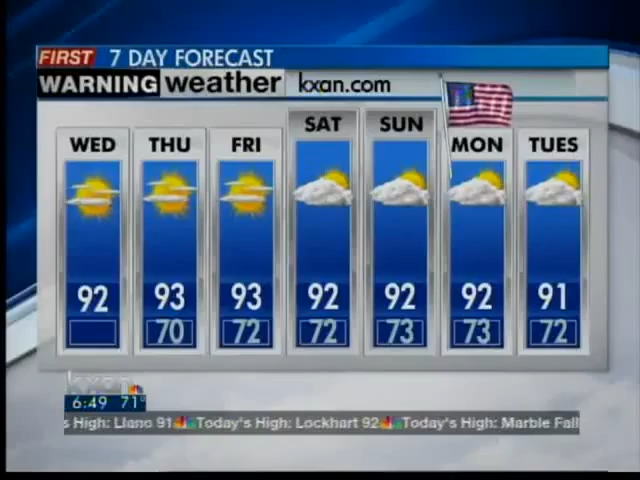 FIRST 7 DAY FORECAST
WARNING weather kxan.com
WED THU FRI SAT SUN MON TUES
92 93 93 92 92 92 91
70 72 72 73 73 72
kxan
6:49 71°
s High: Llano 91 Today's High: Lockhart 92 Today's High: Marble Fall